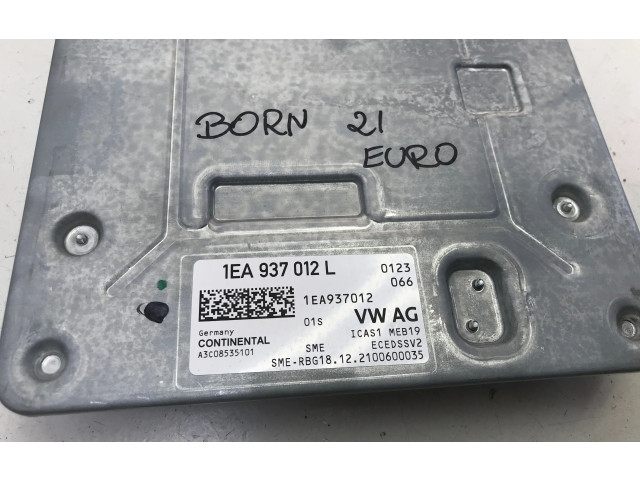 BORN 21
EURO
1EA 937 012 L 0123
066
1EA937012
01S VW AG
Germany ICAS1 MEB19
CONTINENTAL SME ECEDSSV2
A3C08535101
SME-RBG18.12.2100600035